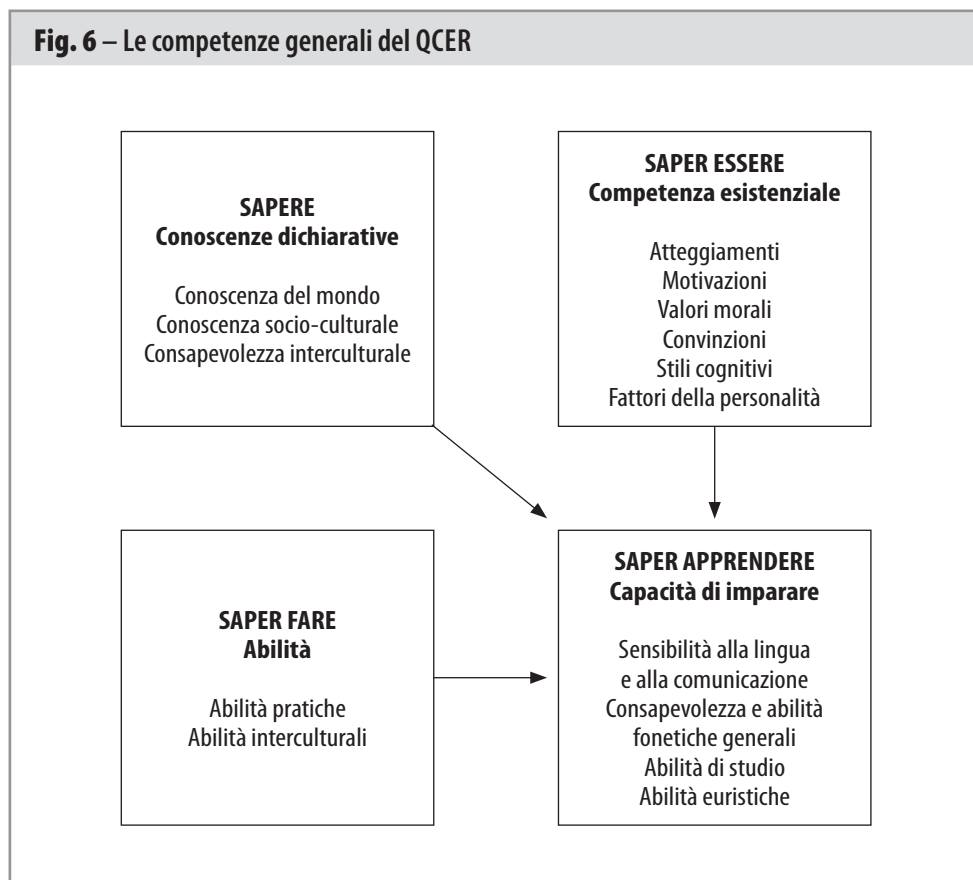 Fig. 6 – Le competenze generali del QCER
SAPERE
Conoscenze dichiarative
Conoscenza del mondo
Conoscenza socio-culturale
Consapevolezza interculturale
SAPER ESSERE
Competenza esistenziale
Atteggiamenti
Motivazioni
Valori morali
Convinzioni
Stili cognitivi
Fattori della personalità
SAPER FARE
Abilità
Abilità pratiche
Abilità interculturali
SAPER APPRENDERE
Capacità di imparare
Sensibilità alla lingua
e alla comunicazione
Consapevolezza e abilità
fonetiche generali
Abilità di studio
Abilità euristiche